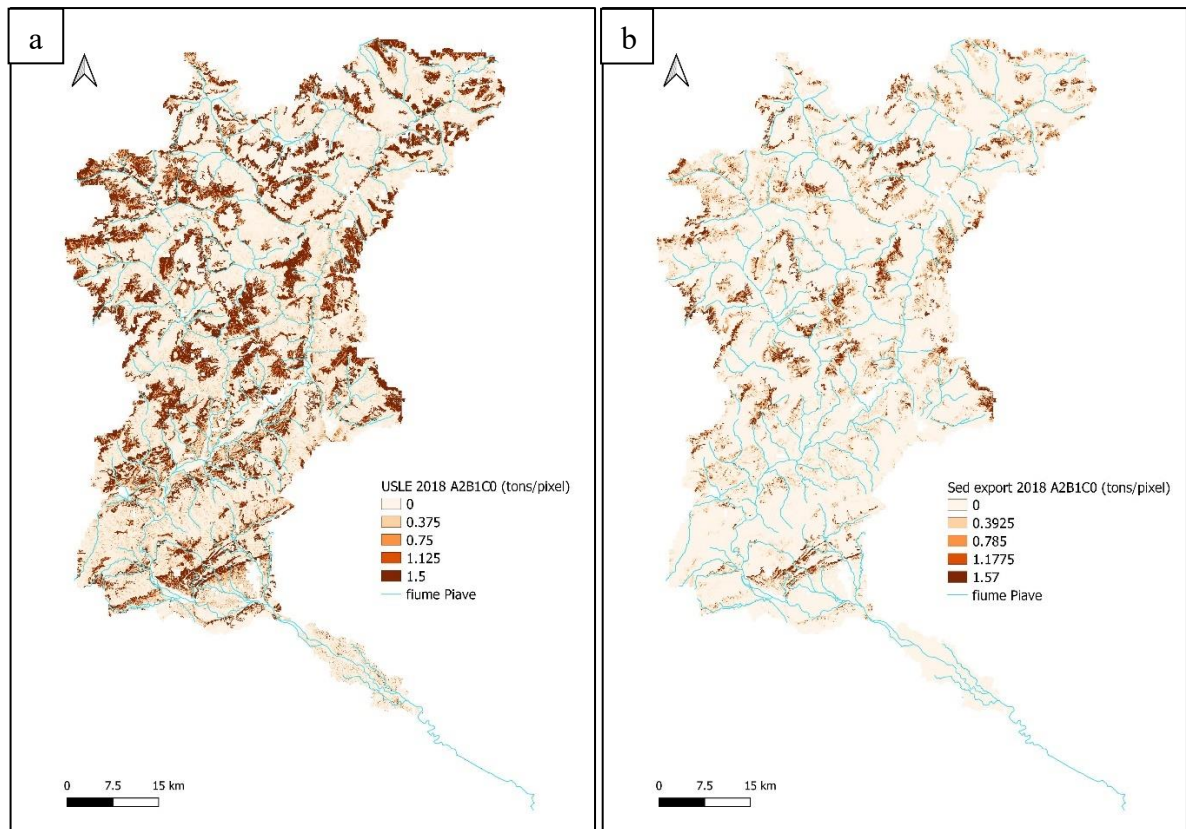 a
USLE 2018 A2B1C0 (tons/pixel)
0
0.375
0.75
1.125
1.5
fiume Piave
0 7.5 15 km
b
Sed export 2018 A2B1C0 (tons/pixel)
0
0.3925
0.785
1.1775
1.57
fiume Piave
0 7.5 15 km